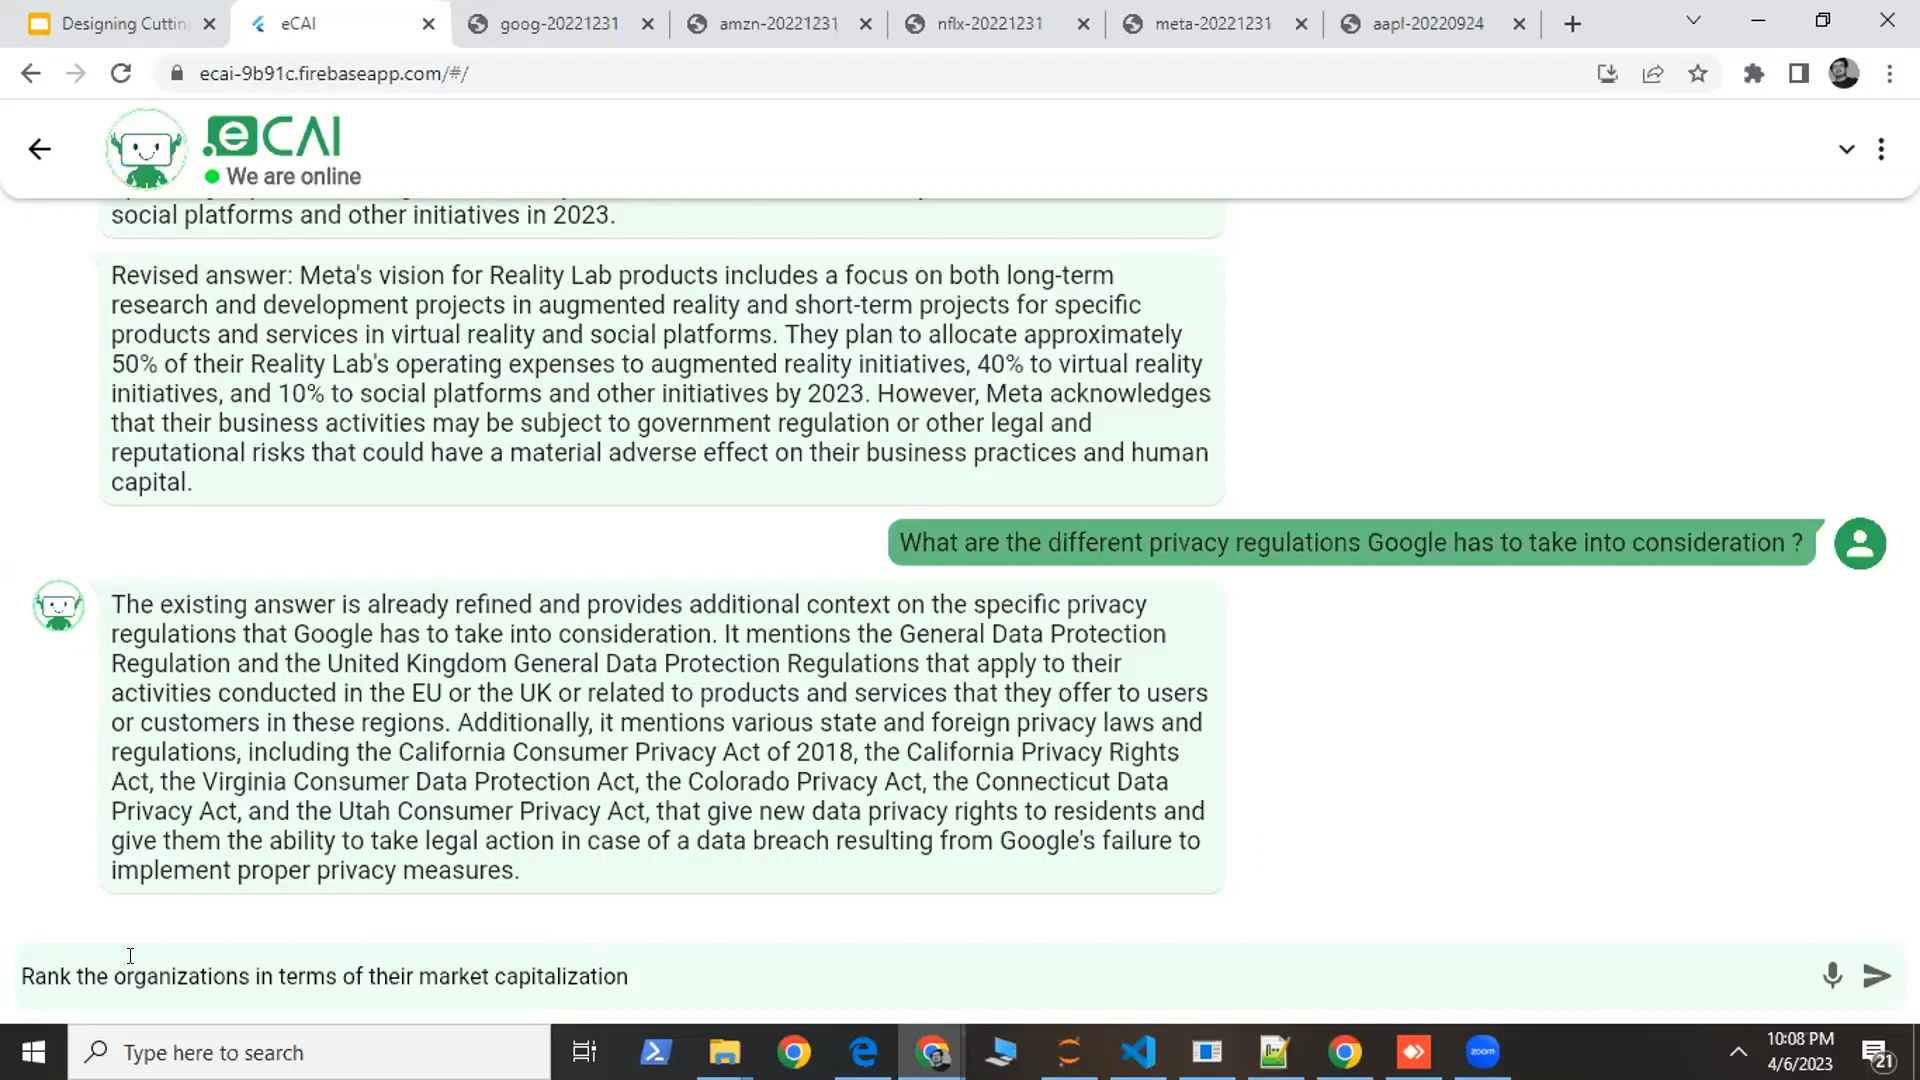 Designing Cuttin
eCAI
goog-20221231
amzn-20221231
nflx-20221231
meta-20221231
aapl-20220924
ecai-9b91c.firebaseapp.com/#/
.eCAI
We are online
social platforms and other initiatives in 2023.
Revised answer: Meta's vision for Reality Lab products includes a focus on both long-term
research and development projects in augmented reality and short-term projects for specific
products and services in virtual reality and social platforms. They plan to allocate approximately
50% of their Reality Lab's operating expenses to augmented reality initiatives, 40% to virtual reality
initiatives, and 10% to social platforms and other initiatives by 2023. However, Meta acknowledges
that their business activities may be subject to government regulation or other legal and
reputational risks that could have a material adverse effect on their business practices and human
capital.
What are the different privacy regulations Google has to take into consideration ?
The existing answer is already refined and provides additional context on the specific privacy
regulations that Google has to take into consideration. It mentions the General Data Protection
Regulation and the United Kingdom General Data Protection Regulations that apply to their
activities conducted in the EU or the UK or related to products and services that they offer to users
or customers in these regions. Additionally, it mentions various state and foreign privacy laws and
regulations, including the California Consumer Privacy Act of 2018, the California Privacy Rights
Act, the Virginia Consumer Data Protection Act, the Colorado Privacy Act, the Connecticut Data
Privacy Act, and the Utah Consumer Privacy Act, that give new data privacy rights to residents and
give them the ability to take legal action in case of a data breach resulting from Google's failure to
implement proper privacy measures.
Rank the organizations in terms of their market capitalization
Type here to search
zoom
10:08 PM
4/6/2023
21